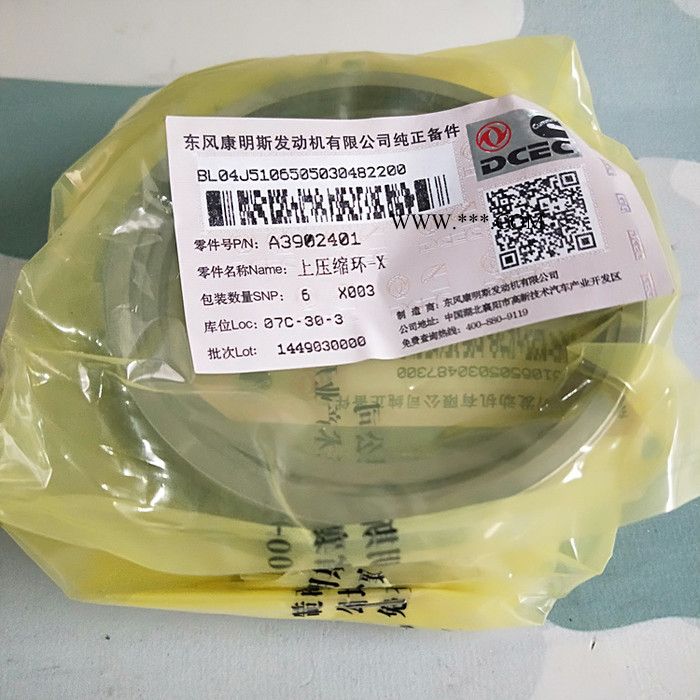 东风康明斯发动机有限公司纯正备件
DCEC
BL04J5106505030482200
WWW.***.COM
零件号P/N: A3902401
零件名称Name: 上压缩环-X
包装数量SNP: 6 X003
库位Loc: 07C-30-3
批次Lot: 1449030000
制造商: 东风康明斯发动机有限公司
公司地址: 中国湖北襄阳市高新技术汽车产业开发区
免费查询热线: 400-880-9119